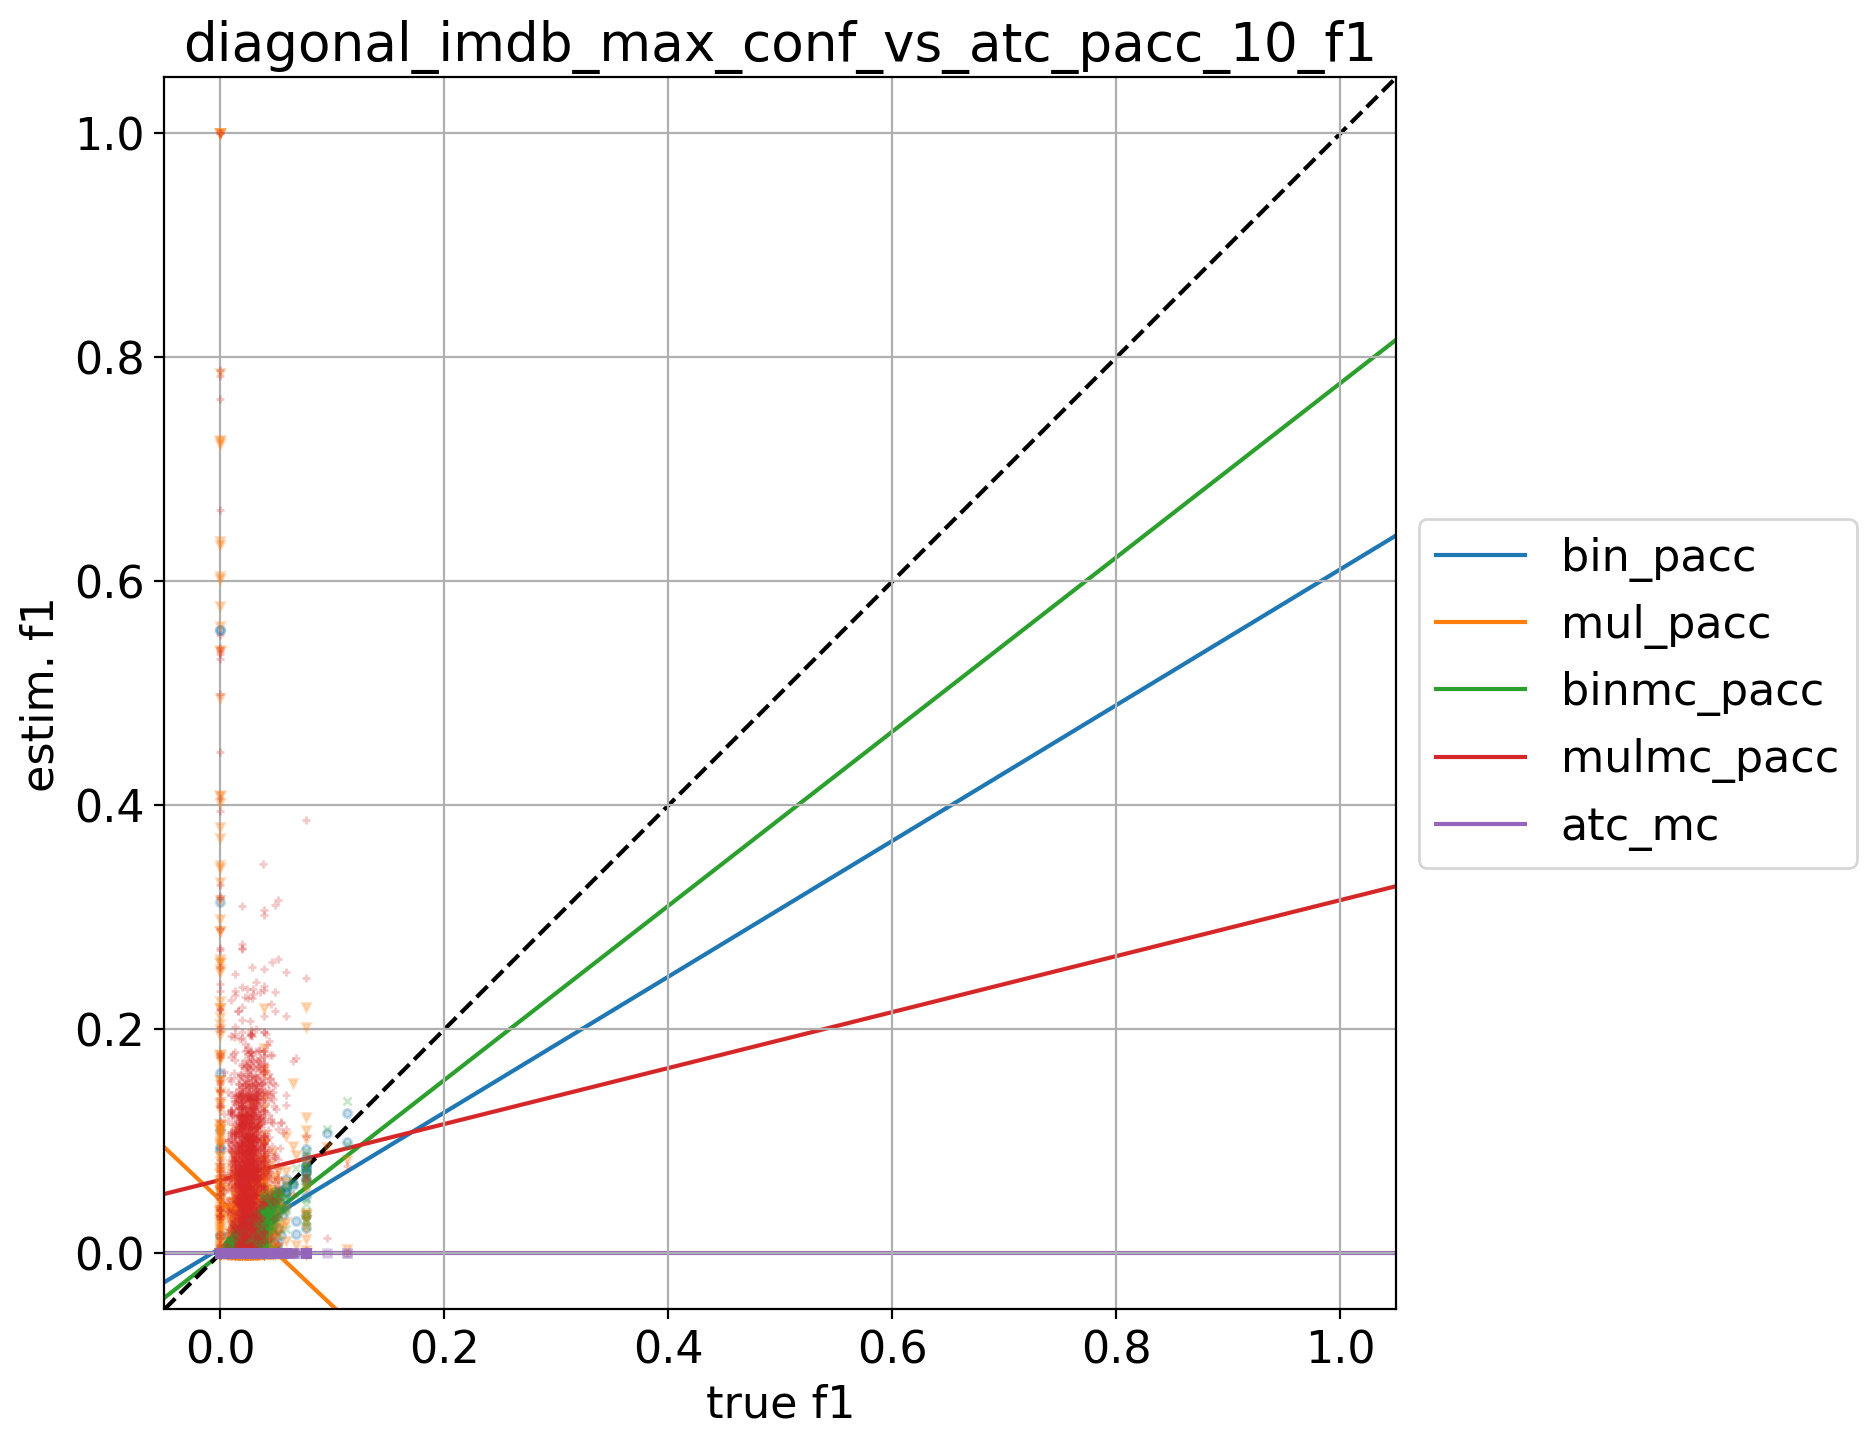 diagonal_imdb_max_conf_vs_atc_pacc_10_f1
1.0
0.8
0.6
0.4
0.2
0.0
estim. f1
0.0 0.2 0.4 0.6 0.8 1.0
true f1
bin_pacc
mul_pacc
binmc_pacc
mulmc_pacc
atc_mc